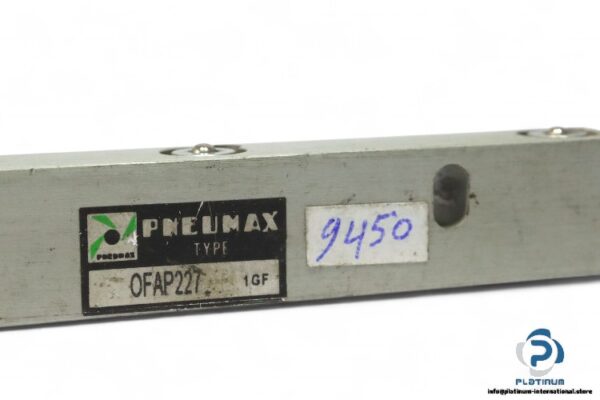 PNEUMAX
TYPE
PNEUMAX
OFAP227 1GF
9450
PLATINUM
info@platinum-international.store